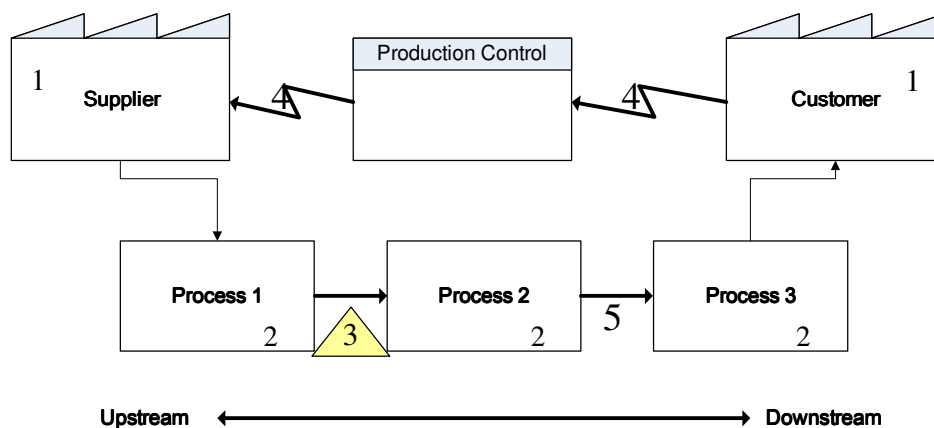 Production Control
1
Supplier
4
4
Customer
1
Process 1
2
3
Process 2
2
5
Process 3
2
Upstream
Downstream